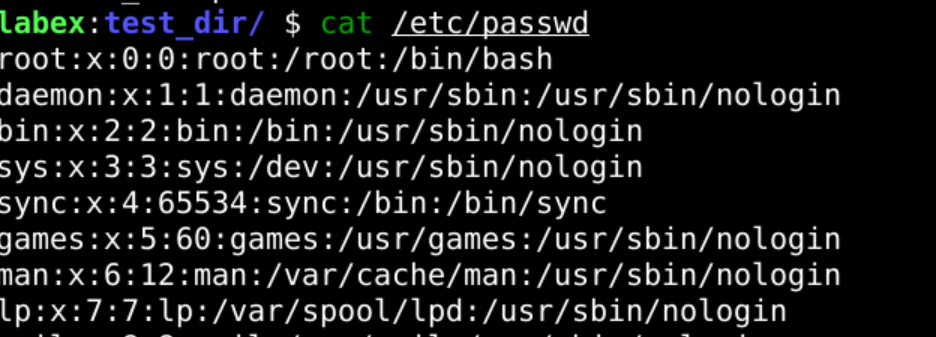 labex:test_dir/ $ cat /etc/passwd
root:x:0:0:root:/root:/bin/bash
daemon:x:1:1:daemon:/usr/sbin:/usr/sbin/nologin
bin:x:2:2:bin:/bin:/usr/sbin/nologin
sys:x:3:3:sys:/dev:/usr/sbin/nologin
sync:x:4:65534:sync:/bin:/bin/sync
games:x:5:60:games:/usr/games:/usr/sbin/nologin
man:x:6:12:man:/var/cache/man:/usr/sbin/nologin
lp:x:7:7:lp:/var/spool/lpd:/usr/sbin/nologin